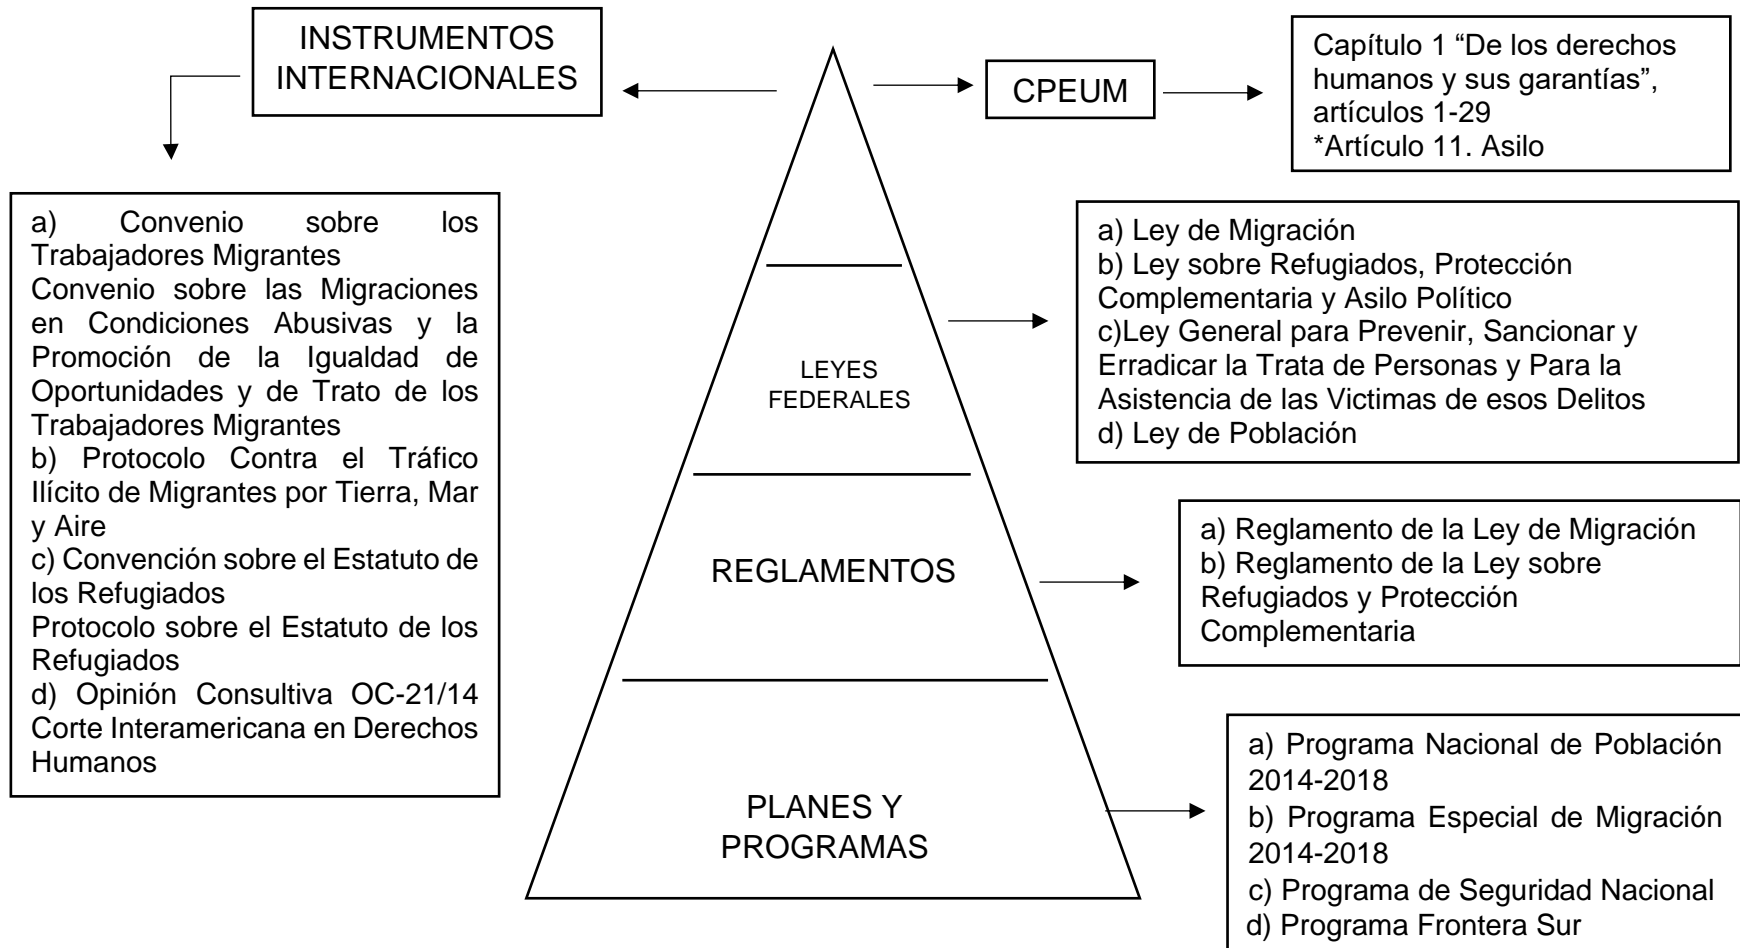 INSTRUMENTOS
INTERNACIONALES
CPEUM
Capítulo 1 “De los derechos
humanos y sus garantías”,
artículos 1-29
*Artículo 11. Asilo
a) Convenio sobre los
Trabajadores Migrantes
Convenio sobre las Migraciones
en Condiciones Abusivas y la
Promoción de la Igualdad de
Oportunidades y de Trato de los
Trabajadores Migrantes
b) Protocolo Contra el Tráfico
Ilícito de Migrantes por Tierra, Mar
y Aire
c) Convención sobre el Estatuto de
los Refugiados
Protocolo sobre el Estatuto de los
Refugiados
d) Opinión Consultiva OC-21/14
Corte Interamericana en Derechos
Humanos
LEYES
FEDERALES
a) Ley de Migración
b) Ley sobre Refugiados, Protección
Complementaria y Asilo Político
c)Ley General para Prevenir, Sancionar y
Erradicar la Trata de Personas y Para la
Asistencia de las Victimas de esos Delitos
d) Ley de Población
REGLAMENTOS
a) Reglamento de la Ley de Migración
b) Reglamento de la Ley sobre
Refugiados y Protección
Complementaria
PLANES Y
PROGRAMAS
a) Programa Nacional de Población
2014-2018
b) Programa Especial de Migración
2014-2018
c) Programa de Seguridad Nacional
d) Programa Frontera Sur